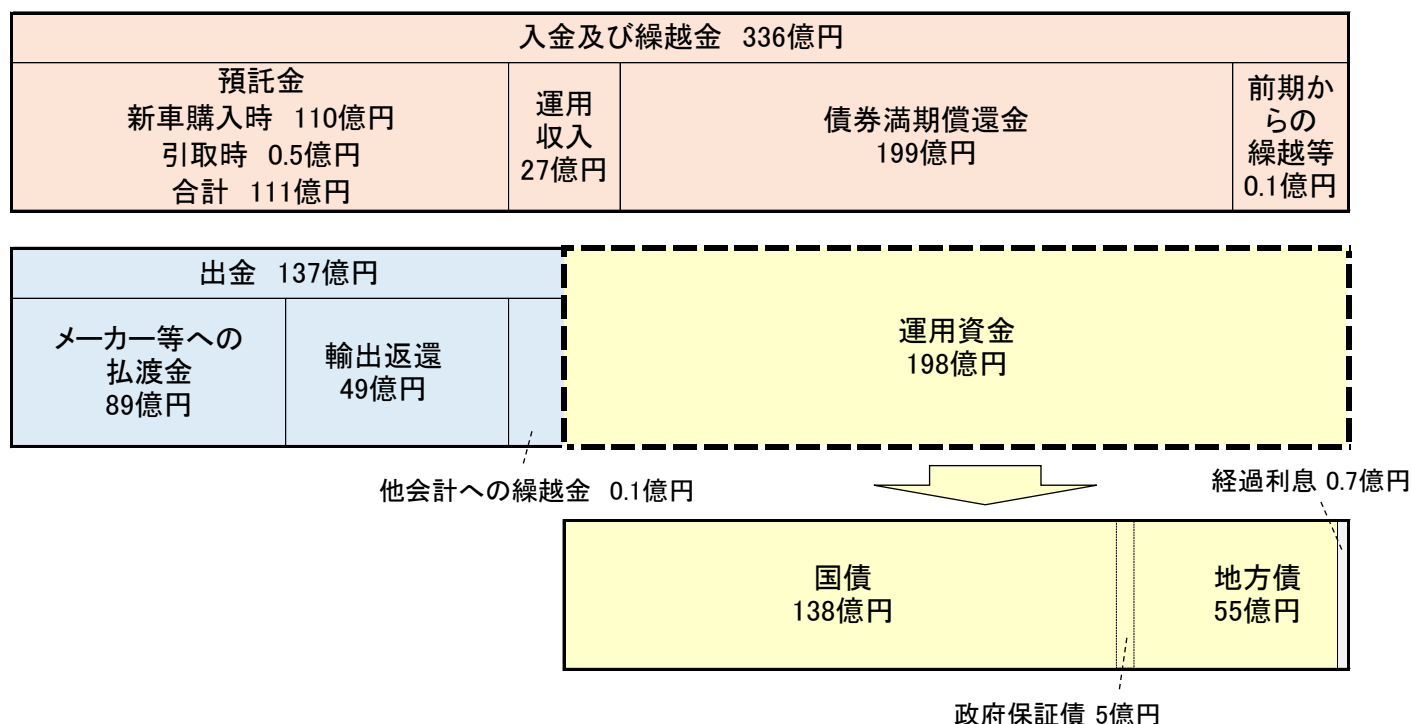 入金及び繰越金 336億円
預託金
新車購入時 110億円
引取時 0.5億円
合計 111億円
運用
収入
27億円
債券満期償還金
199億円
前期か
らの
繰越等
0.1億円
出金 137億円
メーカー等への
払渡金
89億円
輸出返還
49億円
運用資金
198億円
他会計への繰越金 0.1億円
経過利息 0.7億円
国債
138億円
地方債
55億円
政府保証債 5億円